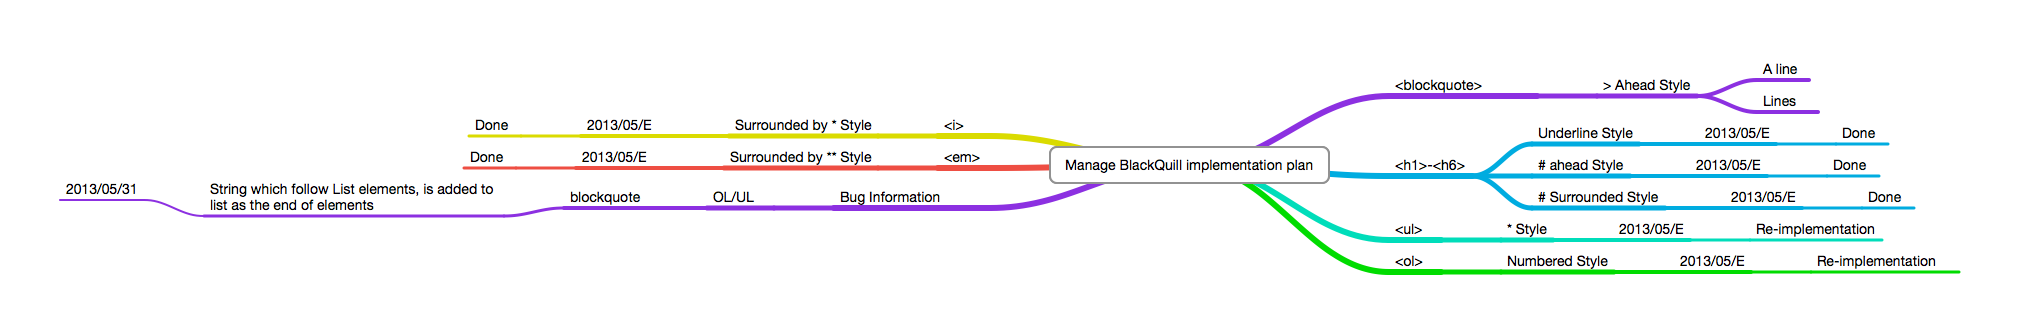 Manage BlackQuill implementation plan
<blockquote>
> Ahead Style
A line
Lines
<h1>-<h6>
Underline Style
2013/05/E
Done
# ahead Style
2013/05/E
Done
# Surrounded Style
2013/05/E
Done
<ul>
* Style
2013/05/E
Re-implementation
<ol>
Numbered Style
2013/05/E
Re-implementation
<i>
Surrounded by * Style
2013/05/E
Done
<em>
Surrounded by ** Style
2013/05/E
Done
Bug Information
OL/UL
blockquote
String which follow List elements, is added to
list as the end of elements
2013/05/31